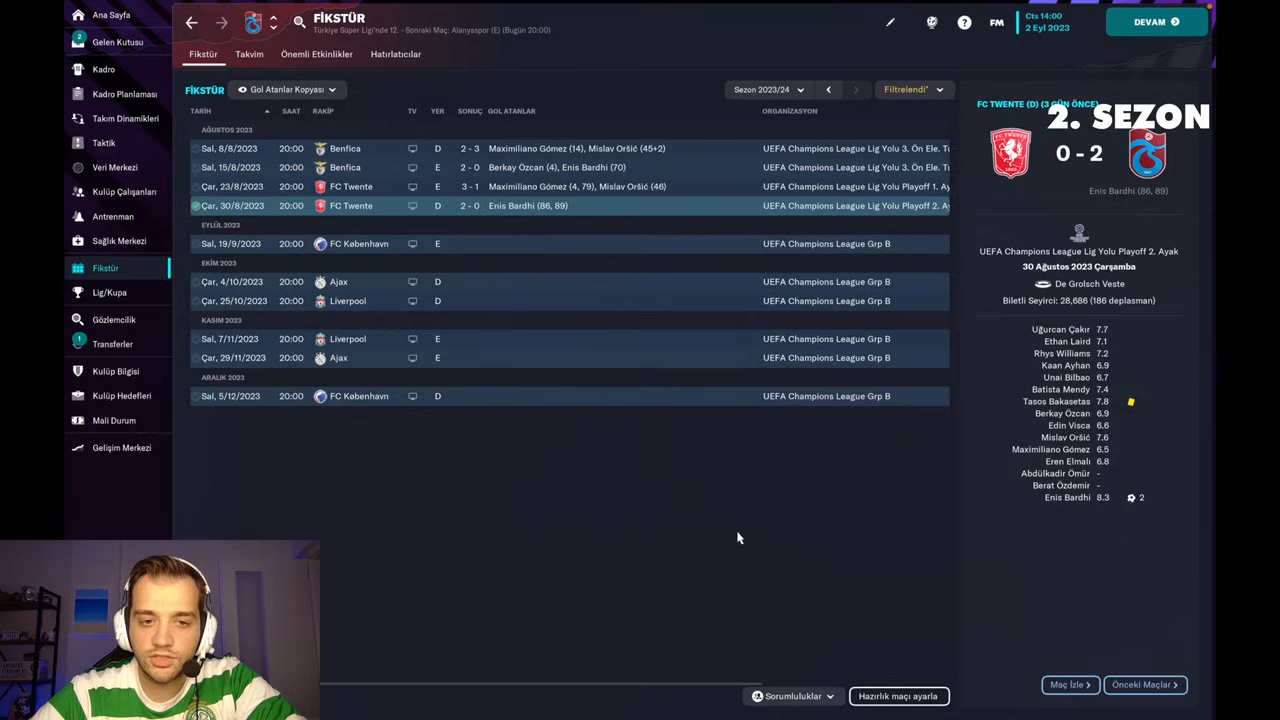 Ana Sayfa
2 Gelen Kutusu
Kadro
Kadro Planlaması
Takım Dinamikleri
Taktik
Veri Merkezi
Kulüp Çalışanları
Antrenman
Sağlık Merkezi
Fikstür
Lig/Kupa
Gözlemcilik
1 Transferler
Kulüp Bilgisi
Kulüp Hedefleri
Mali Durum
Gelişim Merkezi
FİKSTÜR
Türkiye Süper Ligi'nde 12. - Sonraki Maç: Alanyaspor (E) (Bugün 20:00)
FM
Cts 14:00
2 Eyl 2023
DEVAM
Fikstür Takvim Önemli Etkinlikler Hatırlatıcılar
FİKSTÜR Gol Atanlar Kopyası Sezon 2023/24 Filtrelendi*
TARİH SAAT RAKİP TV YER SONUÇ GOL ATANLAR ORGANİZASYON
AĞUSTOS 2023
Sal, 8/8/2023 20:00 Benfica D 2 - 3 Maximiliano Gómez (14), Mislav Oršić (45+2) UEFA Champions League Lig Yolu 3. Ön Ele. Tu
Sal, 15/8/2023 20:00 Benfica E 2 - 0 Berkay Özcan (4), Enis Bardhi (70) UEFA Champions League Lig Yolu 3. Ön Ele. Tu
Çar, 23/8/2023 20:00 FC Twente E 3 - 1 Maximiliano Gómez (4, 79), Mislav Oršić (46) UEFA Champions League Lig Yolu Playoff 1. Ay
Çar, 30/8/2023 20:00 FC Twente D 2 - 0 Enis Bardhi (86, 89) UEFA Champions League Lig Yolu Playoff 2. Ay
EYLÜL 2023
Sal, 19/9/2023 20:00 FC København E UEFA Champions League Grp B
EKİM 2023
Çar, 4/10/2023 20:00 Ajax D UEFA Champions League Grp B
Çar, 25/10/2023 20:00 Liverpool D UEFA Champions League Grp B
KASIM 2023
Sal, 7/11/2023 20:00 Liverpool E UEFA Champions League Grp B
Çar, 29/11/2023 20:00 Ajax E UEFA Champions League Grp B
ARALIK 2023
Sal, 5/12/2023 20:00 FC København D UEFA Champions League Grp B
FC TWENTE (D) (3 GÜN ÖNCE)
2. SEZON
0 - 2
Enis Bardhi (86, 89)
UEFA Champions League Lig Yolu Playoff 2. Ayak
30 Ağustos 2023 Çarşamba
De Grolsch Veste
Biletli Seyirci: 28,686 (186 deplasman)
Uğurcan Çakır 7.7
Ethan Laird 7.1
Rhys Williams 7.2
Kaan Ayhan 6.9
Unai Bilbao 6.7
Batista Mendy 7.4
Tasos Bakasetas 7.8
Berkay Özcan 6.9
Edin Visca 6.6
Mislav Oršić 7.6
Maximiliano Gómez 6.5
Eren Elmalı 6.8
Abdülkadir Ömür -
Berat Özdemir -
Enis Bardhi 8.3 2
Maç İzle Önceki Maçlar
Sorumluluklar Hazırlık maçı ayarla